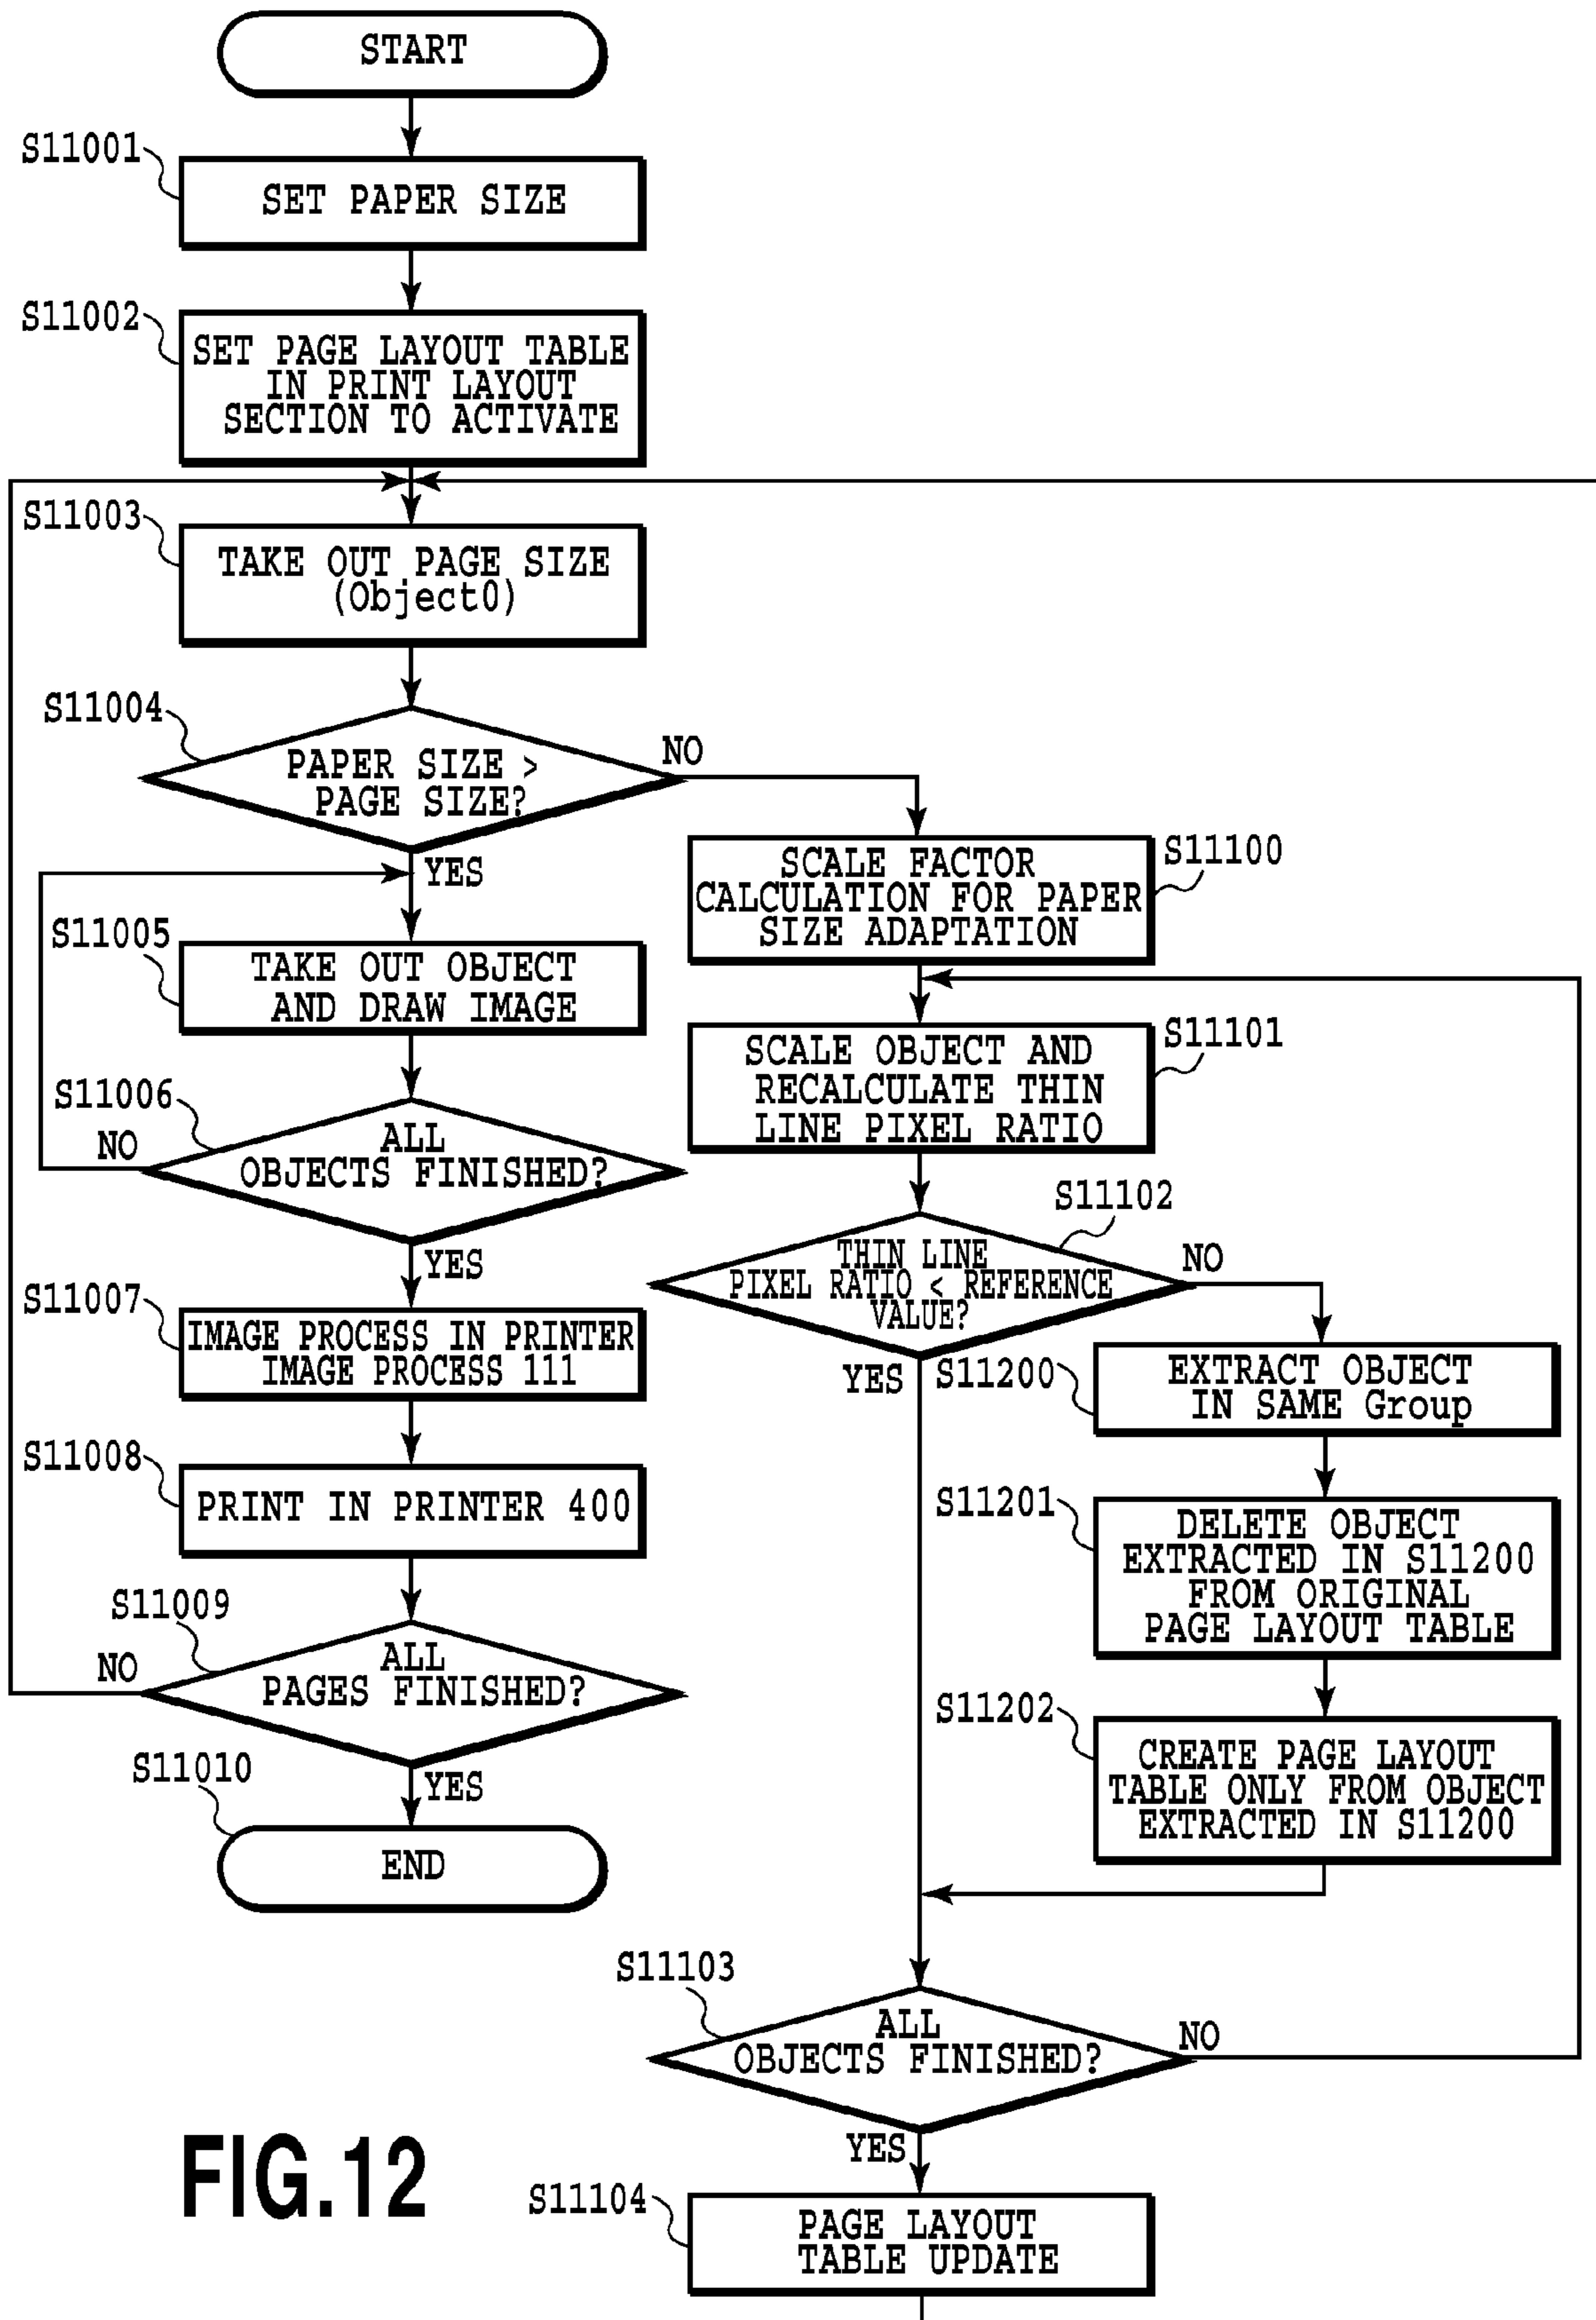 START
S11001
SET PAPER SIZE
S11002
SET PAGE LAYOUT TABLE
IN PRINT LAYOUT
SECTION TO ACTIVATE
S11003
TAKE OUT PAGE SIZE
(Object0)
S11004
PAPER SIZE >
PAGE SIZE?
NO
YES
S11005
TAKE OUT OBJECT
AND DRAW IMAGE
S11006
ALL
OBJECTS FINISHED?
NO
YES
S11007
IMAGE PROCESS IN PRINTER
IMAGE PROCESS 111
S11008
PRINT IN PRINTER 400
S11009
ALL
PAGES FINISHED?
NO
YES
S11010
END
S11100
SCALE FACTOR
CALCULATION FOR PAPER
SIZE ADAPTATION
S11101
SCALE OBJECT AND
RECALCULATE THIN
LINE PIXEL RATIO
S11102
THIN LINE
PIXEL RATIO < REFERENCE
VALUE?
NO
YES
S11200
EXTRACT OBJECT
IN SAME Group
S11201
DELETE OBJECT
EXTRACTED IN S11200
FROM ORIGINAL
PAGE LAYOUT TABLE
S11202
CREATE PAGE LAYOUT
TABLE ONLY FROM OBJECT
EXTRACTED IN S11200
S11103
ALL
OBJECTS FINISHED?
NO
YES
S11104
PAGE LAYOUT
TABLE UPDATE
FIG.12